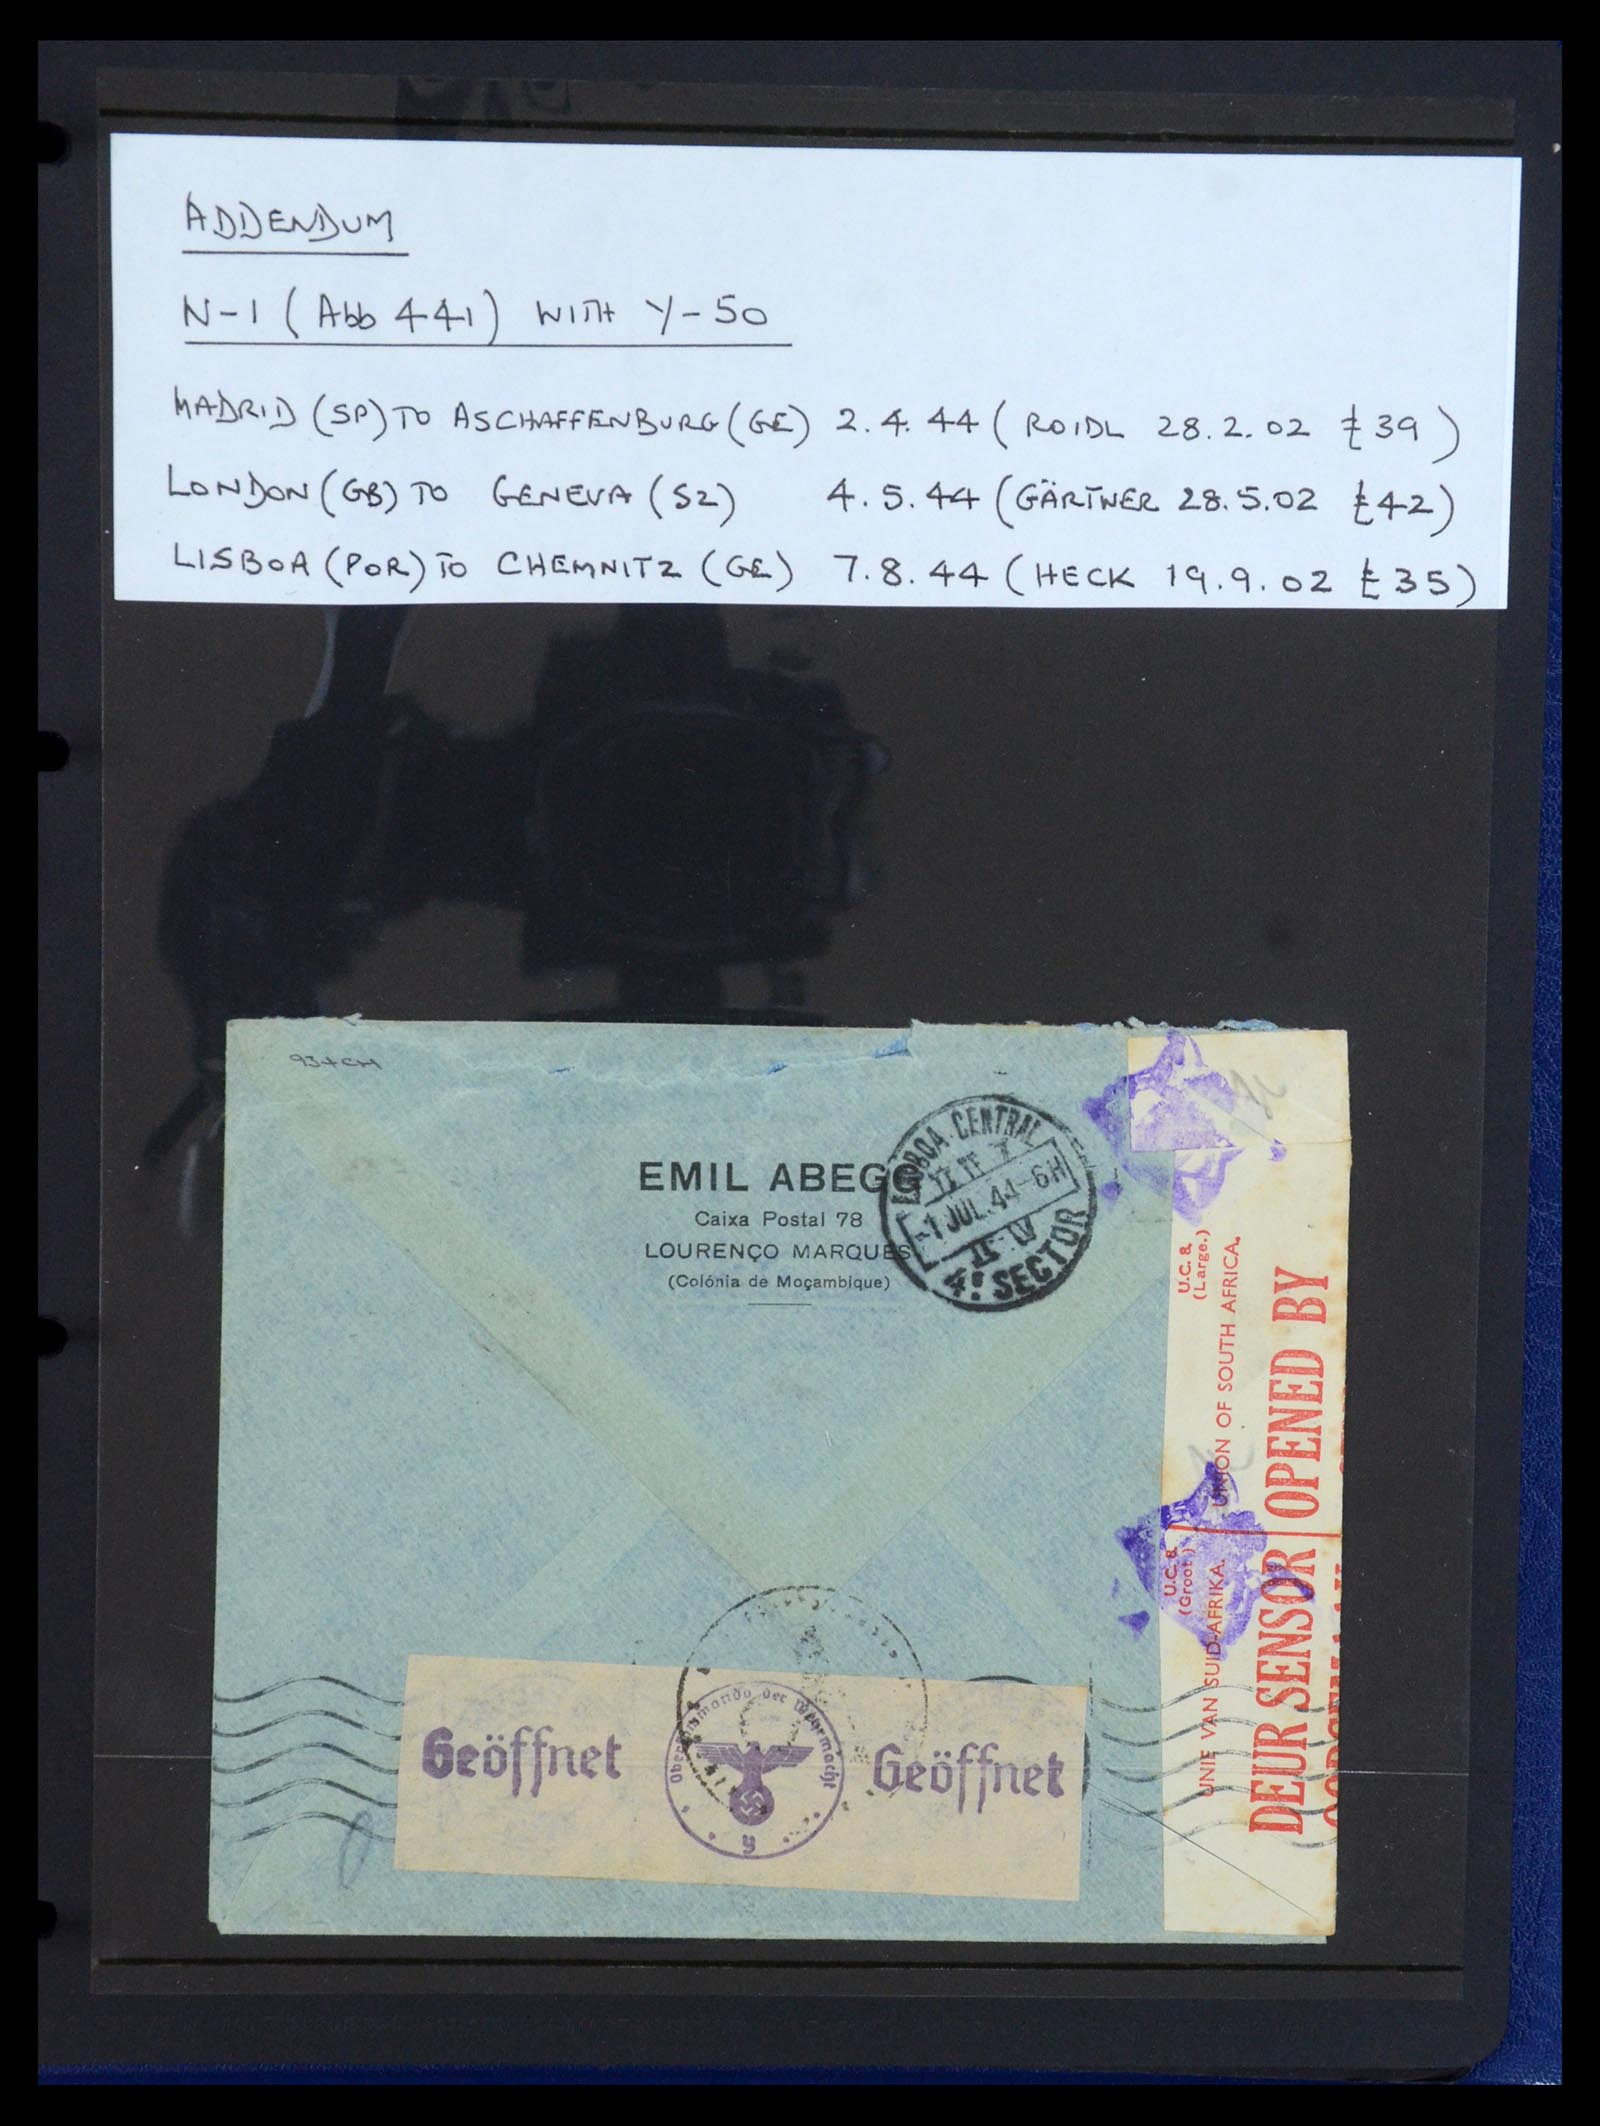 ADDENDUM
N-1 (Abb 441) WITH Y-50
MADRID (SP) TO ASCHAFFENBURG (GE) 2.4.44 (ROIDL 28.2.02 £39)
LONDON (GB) TO GENEVA (SZ) 4.5.44 (GÄRTNER 28.5.02 £42)
LISBOA (POR) TO CHEMNITZ (GE) 7.8.44 (HECK 19.9.02 £35)
EMIL ABEGG
Caixa Postal 78
LOURENÇO MARQUES
(Colónia de Moçambique)
LISBOA CENTRAL
-1 JUL. 44-6H
4º SECTOR
U.C. 8.
(Large.)
UNION OF SOUTH AFRICA.
OPENED BY
U.C. 8.
(Groot)
UNIE VAN SUID-AFRIKA.
DEUR SENSOR
Geöffnet
Oberkommando der Wehrmacht
y
Geöffnet